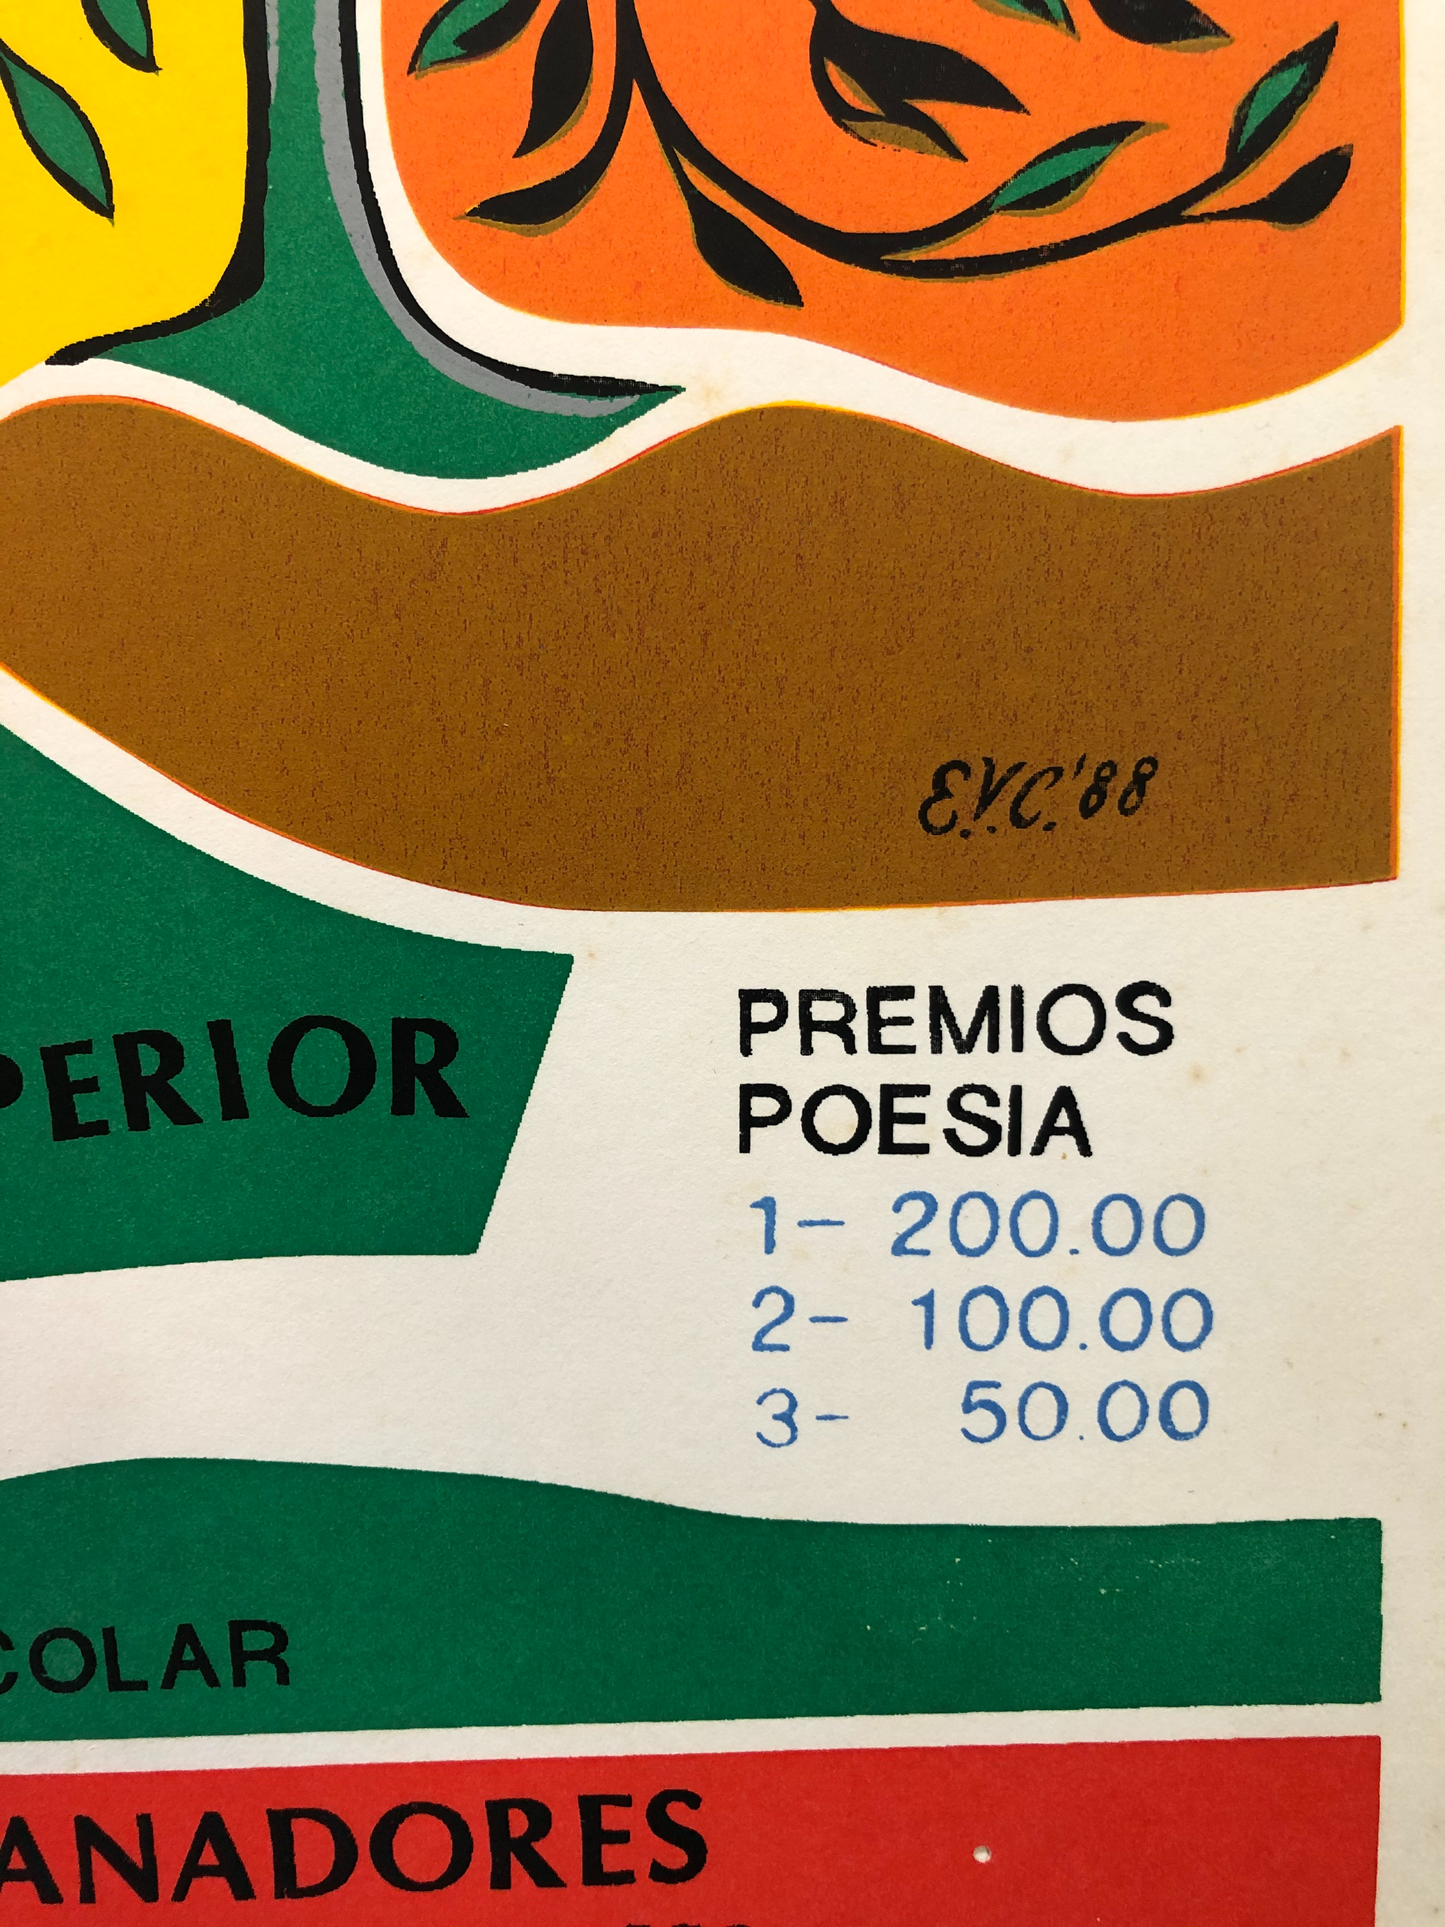 E.V.C.'88
PERIOR
PREMIOS
POESIA
1- 200.00
2- 100.00
3- 50.00
COLAR
ANADORES